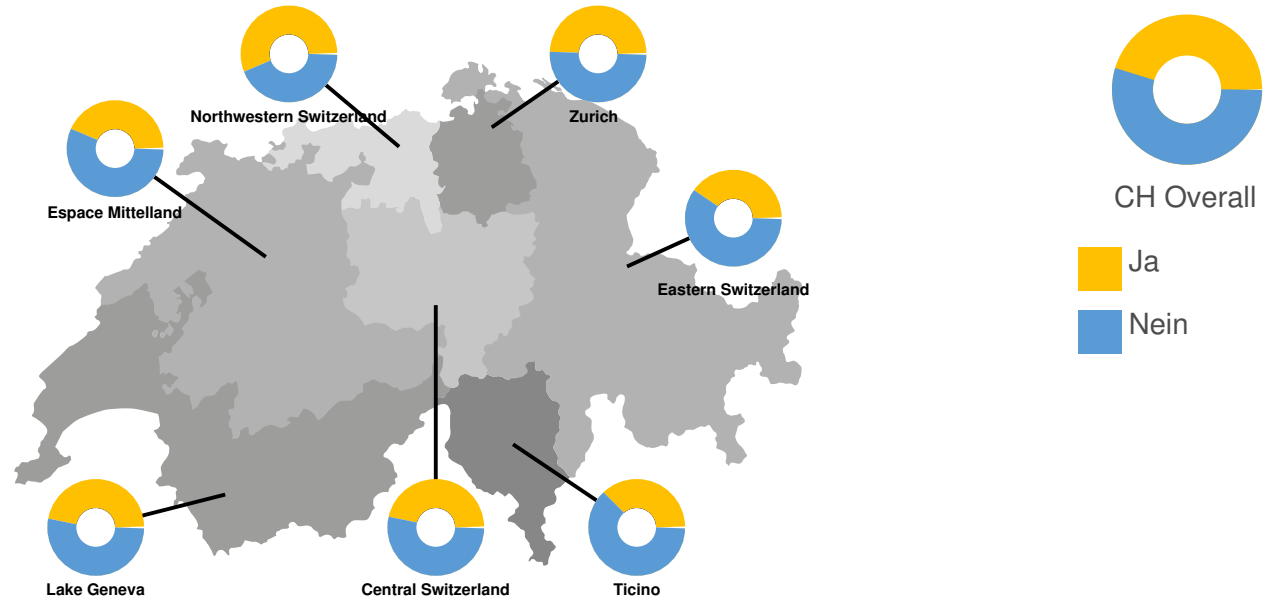 Northwestern Switzerland
Zurich
CH Overall
Espace Mittelland
Ja
Eastern Switzerland
Nein
Lake Geneva
Central Switzerland
Ticino